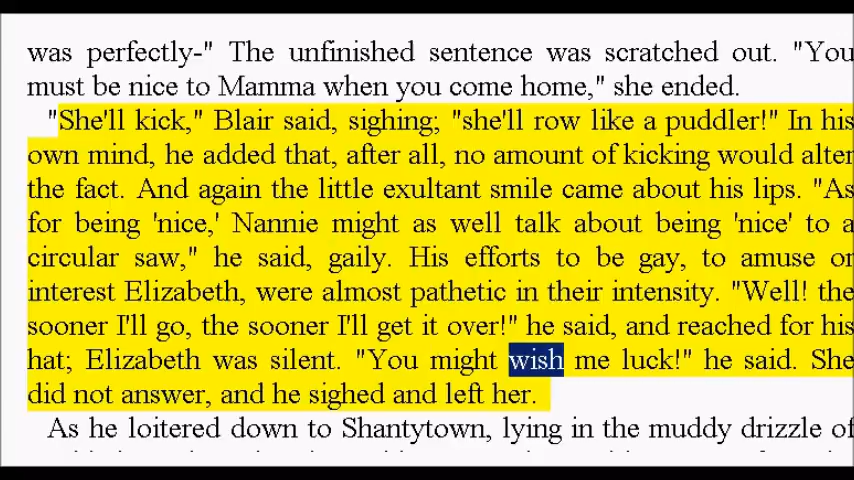 was perfectly-" The unfinished sentence was scratched out. "You
must be nice to Mamma when you come home," she ended.
"She'll kick," Blair said, sighing; "she'll row like a puddler!" In his
own mind, he added that, after all, no amount of kicking would alter
the fact. And again the little exultant smile came about his lips. "As
for being 'nice,' Nannie might as well talk about being 'nice' to a
circular saw," he said, gaily. His efforts to be gay, to amuse or
interest Elizabeth, were almost pathetic in their intensity. "Well! the
sooner I'll go, the sooner I'll get it over!" he said, and reached for his
hat; Elizabeth was silent. "You might wish me luck!" he said. She
did not answer, and he sighed and left her.
As he loitered down to Shantytown, lying in the muddy drizzle of